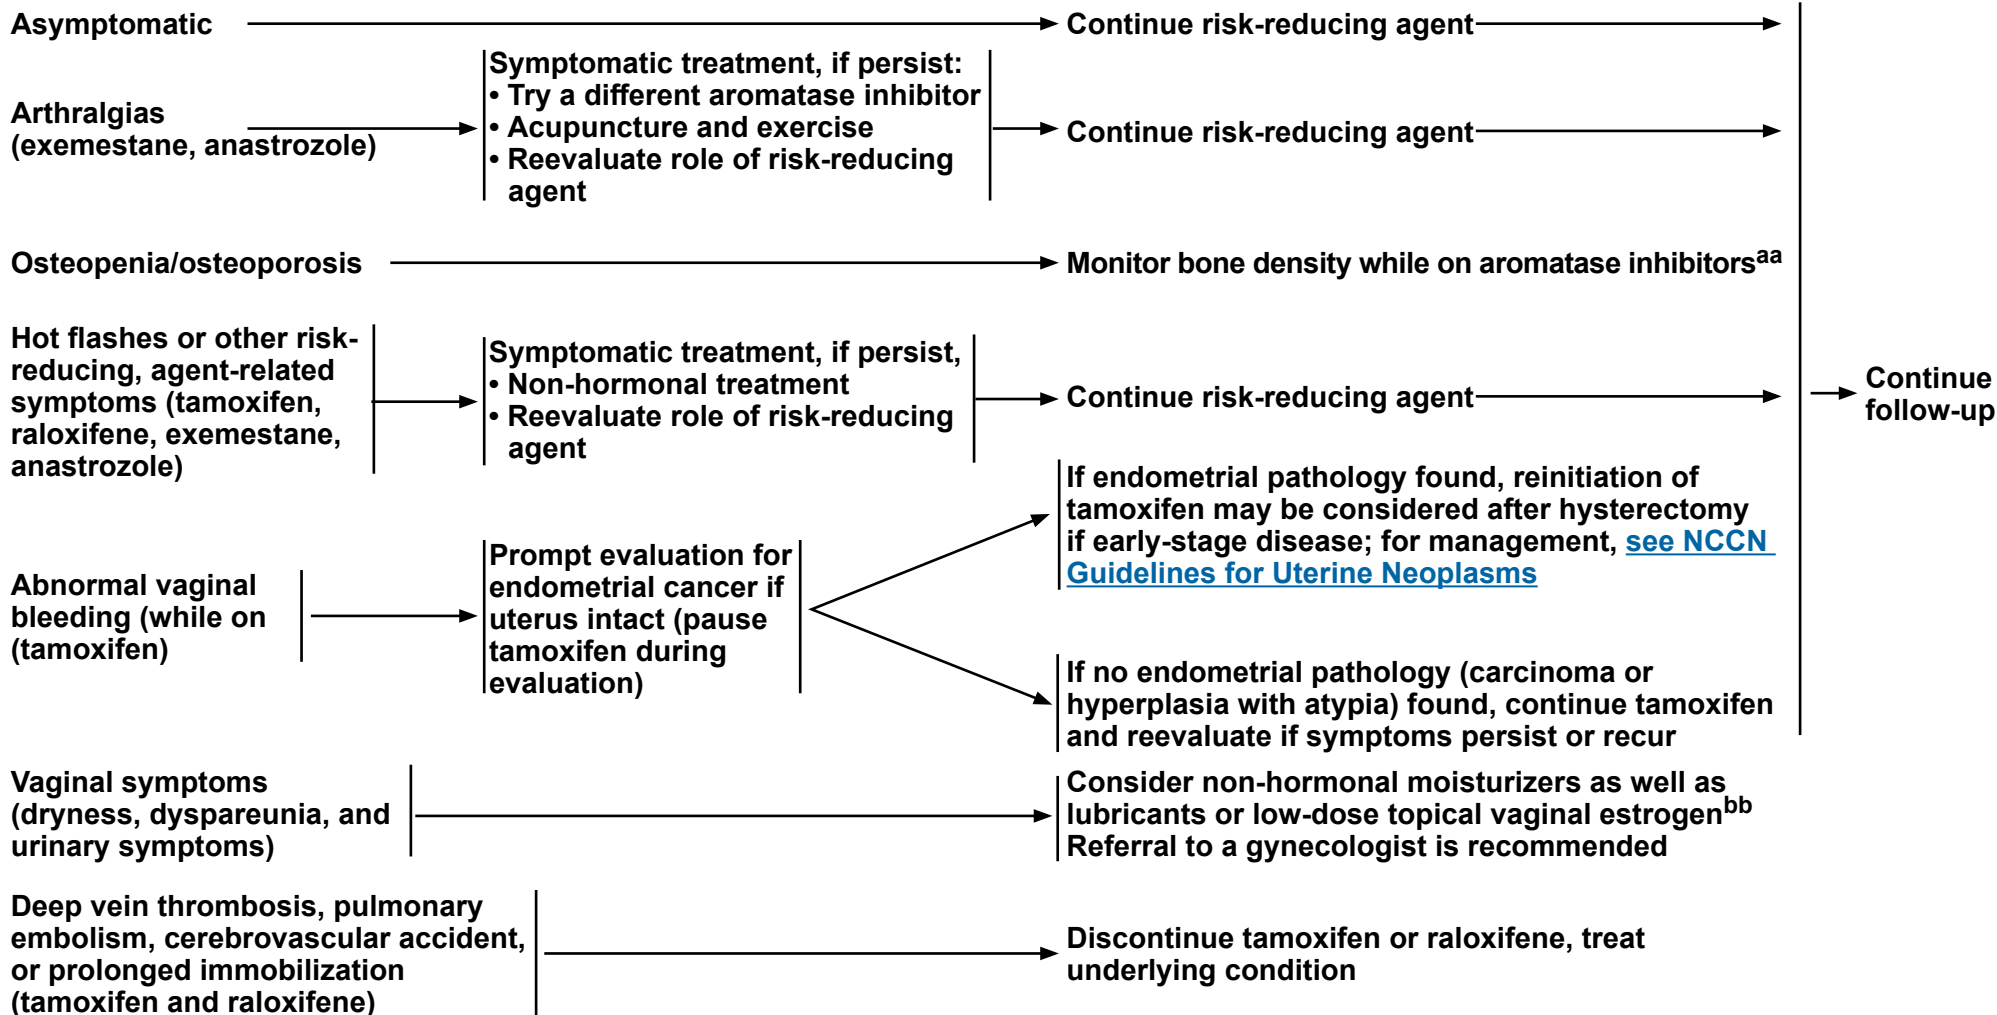 Asymptomatic
Continue risk-reducing agent
Arthralgias
(exemestane, anastrozole)
Symptomatic treatment, if persist:
• Try a different aromatase inhibitor
• Acupuncture and exercise
• Reevaluate role of risk-reducing
agent
Continue risk-reducing agent
Osteopenia/osteoporosis
Monitor bone density while on aromatase inhibitorsaa
Hot flashes or other risk-
reducing, agent-related
symptoms (tamoxifen,
raloxifene, exemestane,
anastrozole)
Symptomatic treatment, if persist,
• Non-hormonal treatment
• Reevaluate role of risk-reducing
agent
Continue risk-reducing agent
Abnormal vaginal
bleeding (while on
(tamoxifen)
Prompt evaluation for
endometrial cancer if
uterus intact (pause
tamoxifen during
evaluation)
If endometrial pathology found, reinitiation of
tamoxifen may be considered after hysterectomy
if early-stage disease; for management, see NCCN
Guidelines for Uterine Neoplasms
If no endometrial pathology (carcinoma or
hyperplasia with atypia) found, continue tamoxifen
and reevaluate if symptoms persist or recur
Continue
follow-up
Vaginal symptoms
(dryness, dyspareunia, and
urinary symptoms)
Consider non-hormonal moisturizers as well as
lubricants or low-dose topical vaginal estrogenbb
Referral to a gynecologist is recommended
Deep vein thrombosis, pulmonary
embolism, cerebrovascular accident,
or prolonged immobilization
(tamoxifen and raloxifene)
Discontinue tamoxifen or raloxifene, treat
underlying condition